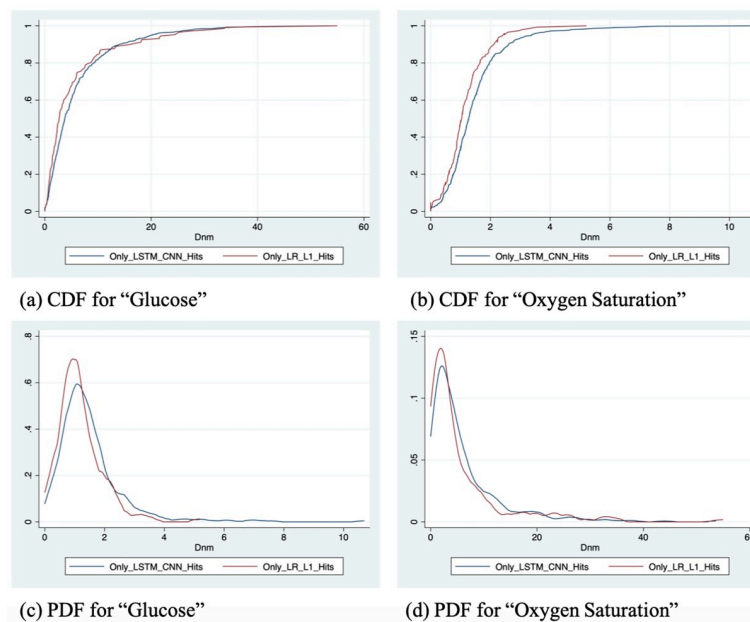 1
.8
.6
.4
.2
0
0 20 40 60
Dnm
Only_LSTM_CNN_Hits Only_LR_L1_Hits
(a) CDF for “Glucose”
1
.8
.6
.4
.2
0
0 2 4 6 8 10
Dnm
Only_LSTM_CNN_Hits Only_LR_L1_Hits
(b) CDF for “Oxygen Saturation”
.8
.6
.4
.2
0
0 2 4 6 8 10
Dnm
Only_LSTM_CNN_Hits Only_LR_L1_Hits
(c) PDF for “Glucose”
.15
.1
.05
0
0 20 40
Dnm
Only_LSTM_CNN_Hits Only_LR_L1_Hits
(d) PDF for “Oxygen Saturation”